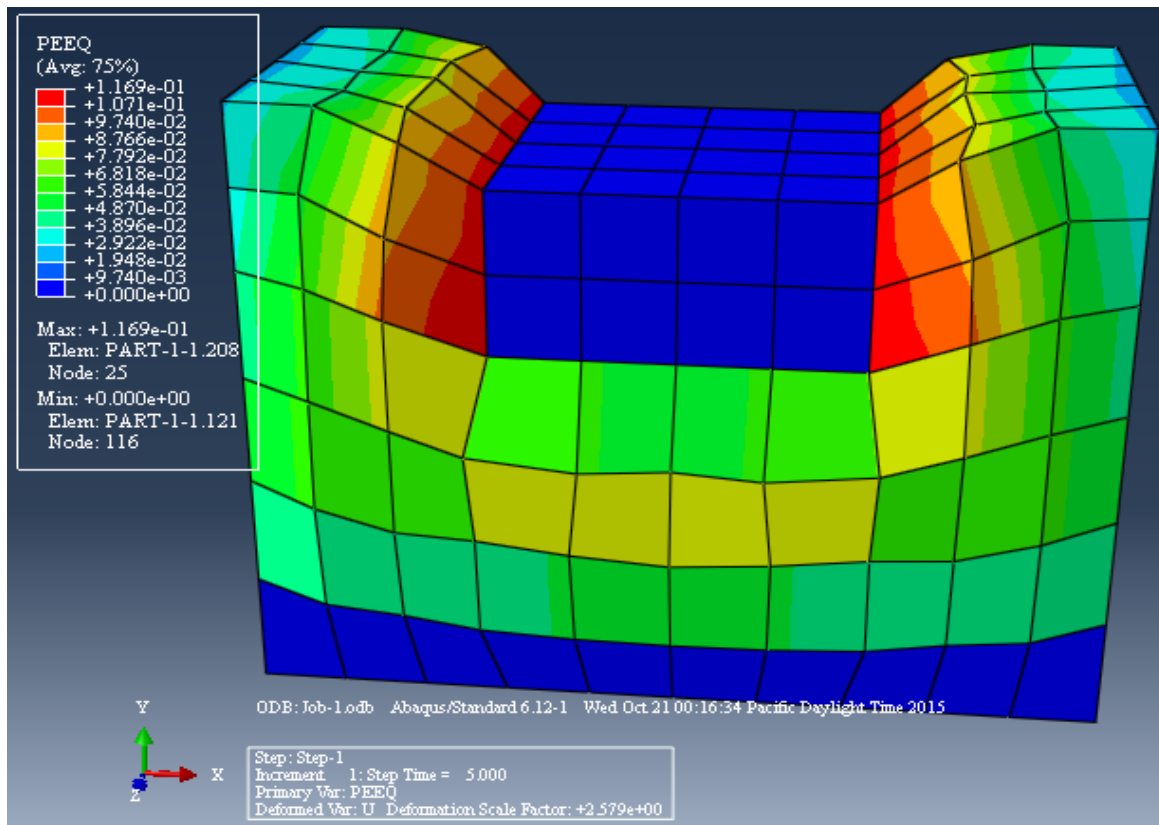 PEEQ
(Avg: 75%)
+1.169e-01
+1.071e-01
+9.740e-02
+8.766e-02
+7.792e-02
+6.818e-02
+5.844e-02
+4.870e-02
+3.896e-02
+2.922e-02
+1.948e-02
+9.740e-03
+0.000e+00
Max: +1.169e-01
Elem: PART-1-1.208
Node: 25
Min: +0.000e+00
Elem: PART-1-1.121
Node: 116
Y
X
Z
ODB: Job-1.odb Abaqus/Standard 6.12-1 Wed Oct 21 00:16:34 Pacific Daylight Time 2015
Step: Step-1
Increment 1: Step Time = 5.000
Primary Var: PEEQ
Deformed Var: U Deformation Scale Factor: +2.579e+00